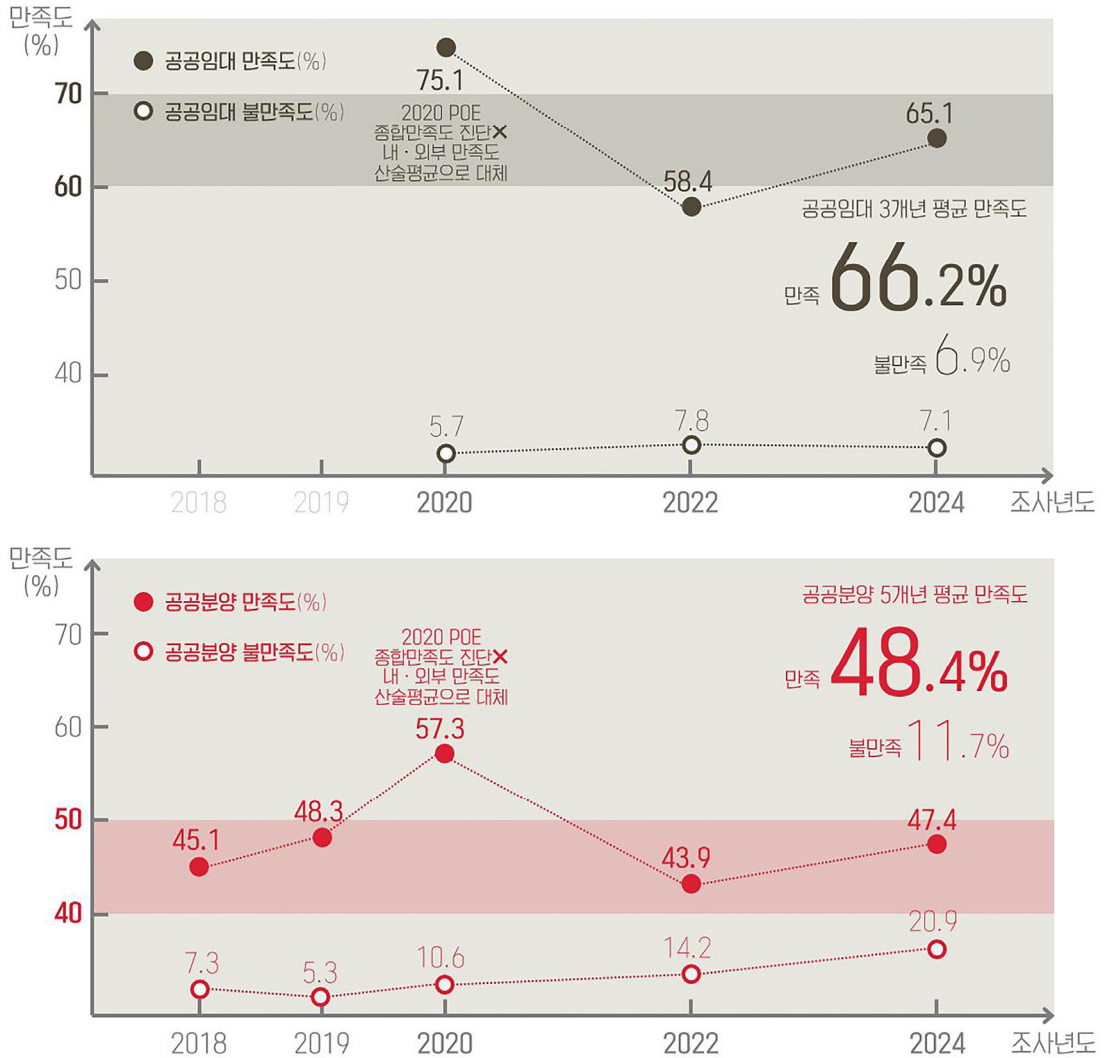 만족도
(%)
공공임대 만족도(%)
공공임대 불만족도(%)
70
60
50
40
75.1
2020 POE
종합만족도 진단✕
내·외부 만족도
산술평균으로 대체
58.4
65.1
공공임대 3개년 평균 만족도
만족 66.2%
불만족 6.9%
5.7
7.8
7.1
2018
2019
2020
2022
2024
조사년도
만족도
(%)
공공분양 만족도(%)
공공분양 불만족도(%)
70
60
50
40
2020 POE
종합만족도 진단✕
내·외부 만족도
산술평균으로 대체
57.3
공공분양 5개년 평균 만족도
만족 48.4%
불만족 11.7%
45.1
48.3
43.9
47.4
7.3
5.3
10.6
14.2
20.9
2018
2019
2020
2022
2024
조사년도